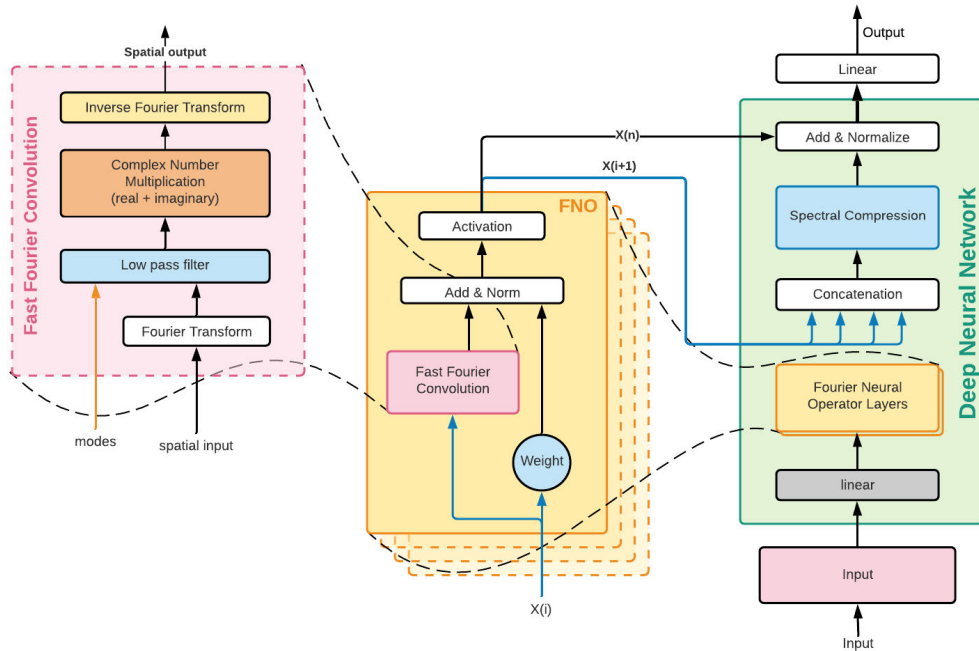 Spatial output
Fast Fourier Convolution
Inverse Fourier Transform
Complex Number
Multiplication
(real + imaginary)
Low pass filter
Fourier Transform
modes
spatial input
FNO
Activation
Add & Norm
Fast Fourier
Convolution
Weight
X(i)
X(n)
X(i+1)
Output
Linear
Deep Neural Network
Add & Normalize
Spectral Compression
Concatenation
Fourier Neural
Operator Layers
linear
Input
Input